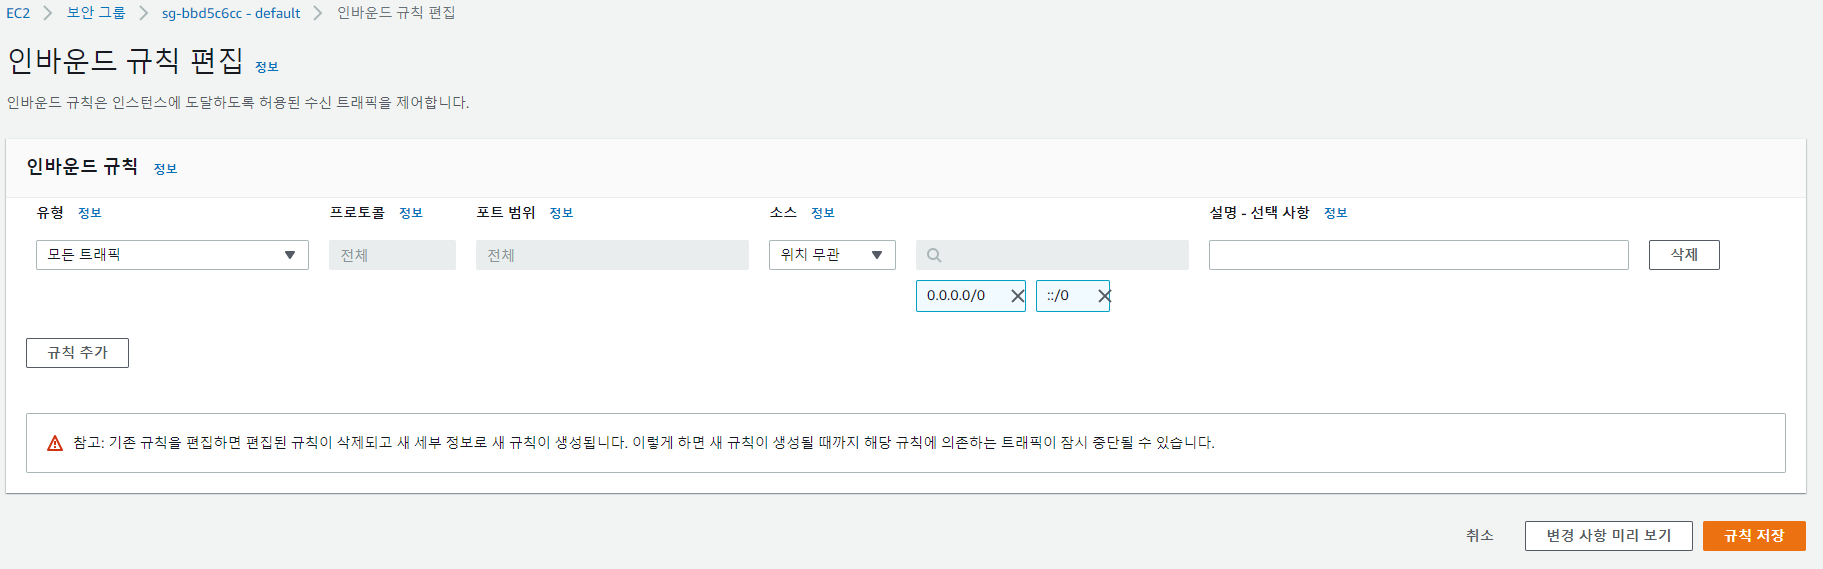 EC2 > 보안 그룹 > sg-bbd5c6cc - default > 인바운드 규칙 편집
인바운드 규칙 편집 정보
인바운드 규칙은 인스턴스에 도달하도록 허용된 수신 트래픽을 제어합니다.
인바운드 규칙 정보
유형 정보 프로토콜 정보 포트 범위 정보 소스 정보 설명 - 선택 사항 정보
모든 트래픽 전체 전체 위치 무관 삭제
0.0.0.0/0 ::/0
규칙 추가
참고: 기존 규칙을 편집하면 편집된 규칙이 삭제되고 새 세부 정보로 새 규칙이 생성됩니다. 이렇게 하면 새 규칙이 생성될 때까지 해당 규칙에 의존하는 트래픽이 잠시 중단될 수 있습니다.
취소 변경 사항 미리 보기 규칙 저장